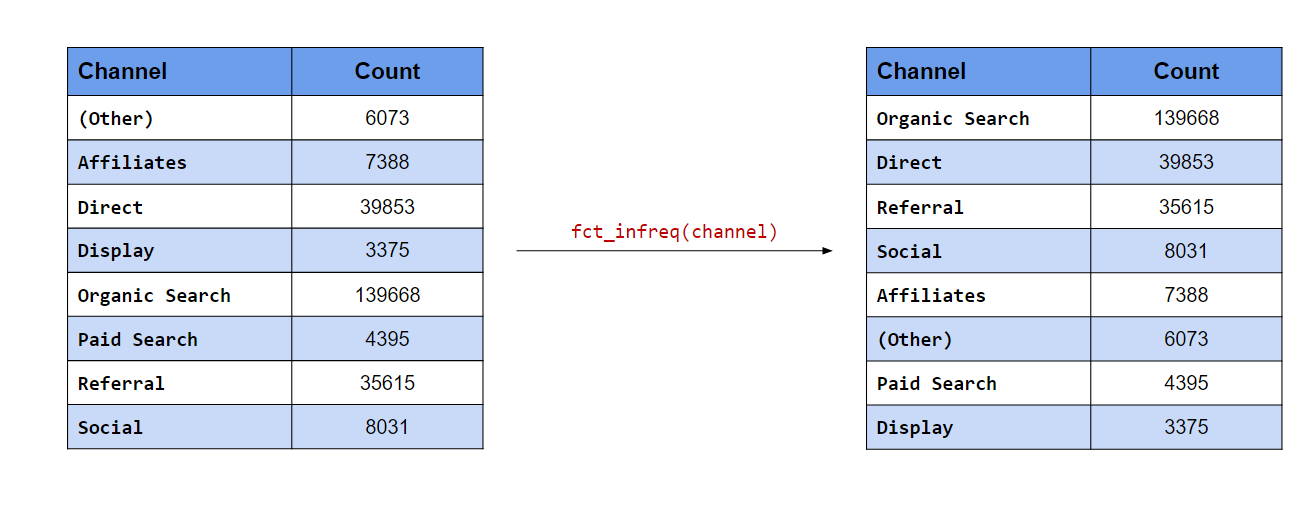 Channel Count
(Other) 6073
Affiliates 7388
Direct 39853
Display 3375
Organic Search 139668
Paid Search 4395
Referral 35615
Social 8031
fct_infreq(channel)
Channel Count
Organic Search 139668
Direct 39853
Referral 35615
Social 8031
Affiliates 7388
(Other) 6073
Paid Search 4395
Display 3375